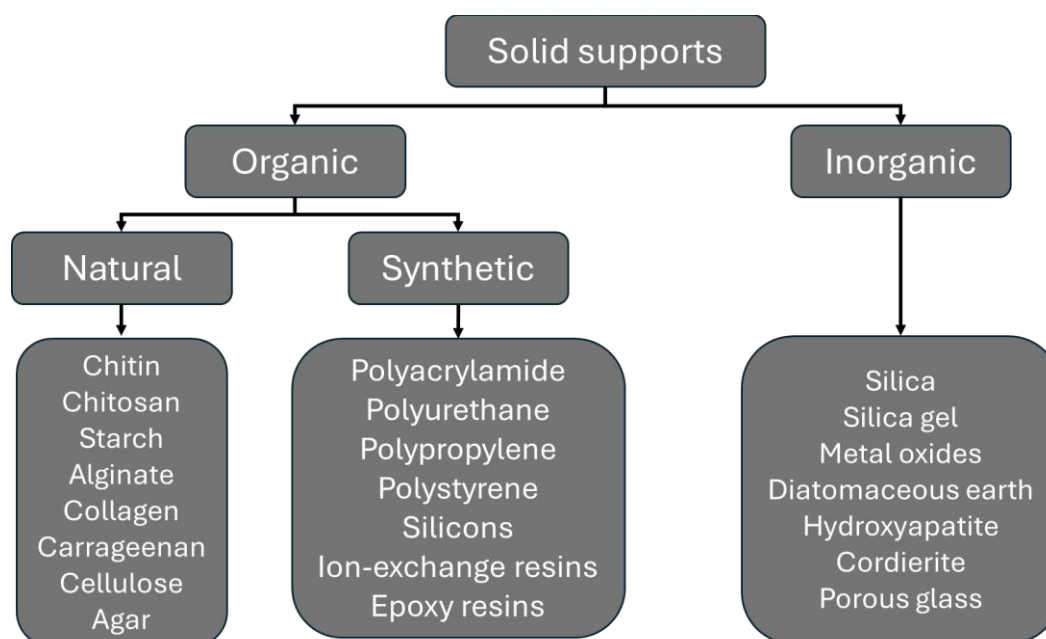 Solid supports
Organic
Inorganic
Natural
Synthetic
Chitin
Chitosan
Starch
Alginate
Collagen
Carrageenan
Cellulose
Agar
Polyacrylamide
Polyurethane
Polypropylene
Polystyrene
Silicons
Ion-exchange resins
Epoxy resins
Silica
Silica gel
Metal oxides
Diatomaceous earth
Hydroxyapatite
Cordierite
Porous glass